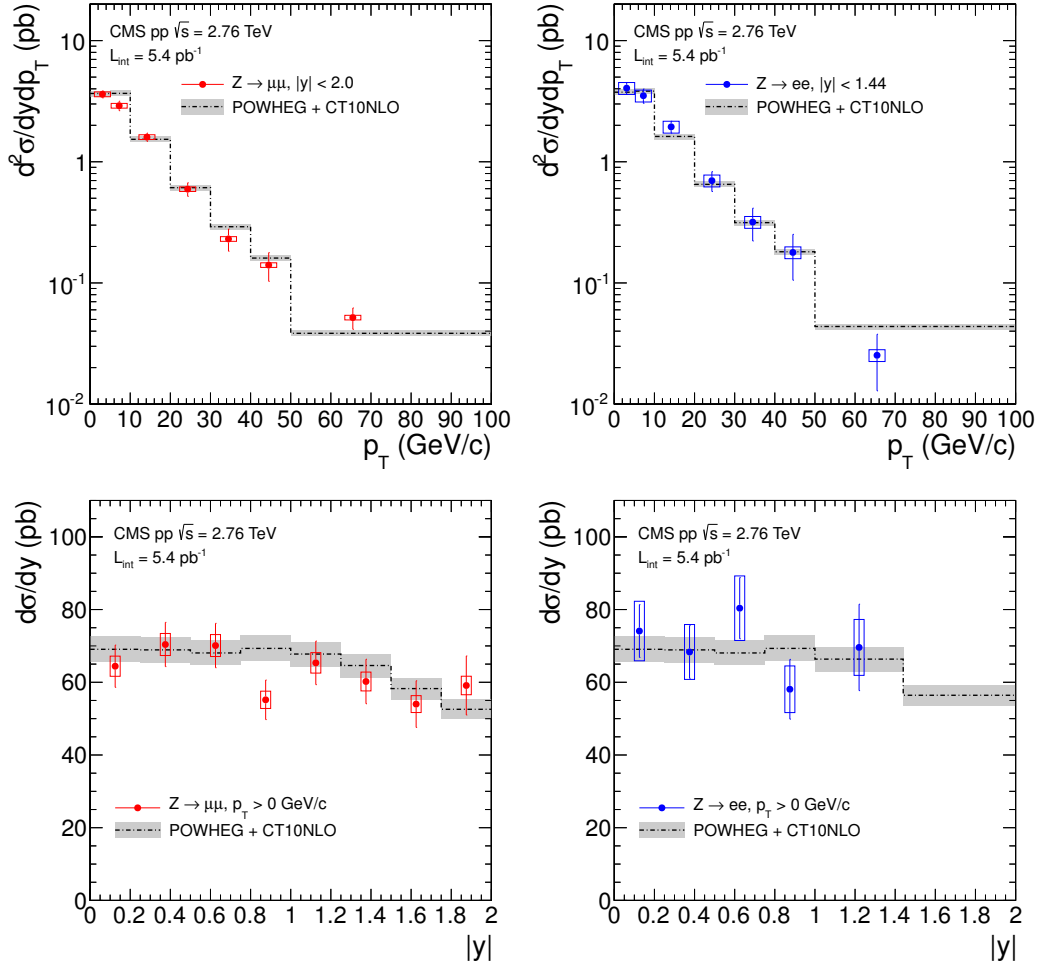 CMS pp √s = 2.76 TeV
L_int = 5.4 pb⁻¹
Z → μμ, |y| < 2.0
POWHEG + CT10NLO
d²σ/dydp_T (pb)
10
1
10⁻¹
10⁻²
0 10 20 30 40 50 60 70 80 90 100
p_T (GeV/c)
CMS pp √s = 2.76 TeV
L_int = 5.4 pb⁻¹
Z → ee, |y| < 1.44
POWHEG + CT10NLO
d²σ/dydp_T (pb)
10
1
10⁻¹
10⁻²
0 10 20 30 40 50 60 70 80 90 100
p_T (GeV/c)
CMS pp √s = 2.76 TeV
L_int = 5.4 pb⁻¹
dσ/dy (pb)
100
80
60
40
20
0
Z → μμ, p_T > 0 GeV/c
POWHEG + CT10NLO
0 0.2 0.4 0.6 0.8 1 1.2 1.4 1.6 1.8 2
|y|
CMS pp √s = 2.76 TeV
L_int = 5.4 pb⁻¹
dσ/dy (pb)
100
80
60
40
20
0
Z → ee, p_T > 0 GeV/c
POWHEG + CT10NLO
0 0.2 0.4 0.6 0.8 1 1.2 1.4 1.6 1.8 2
|y|